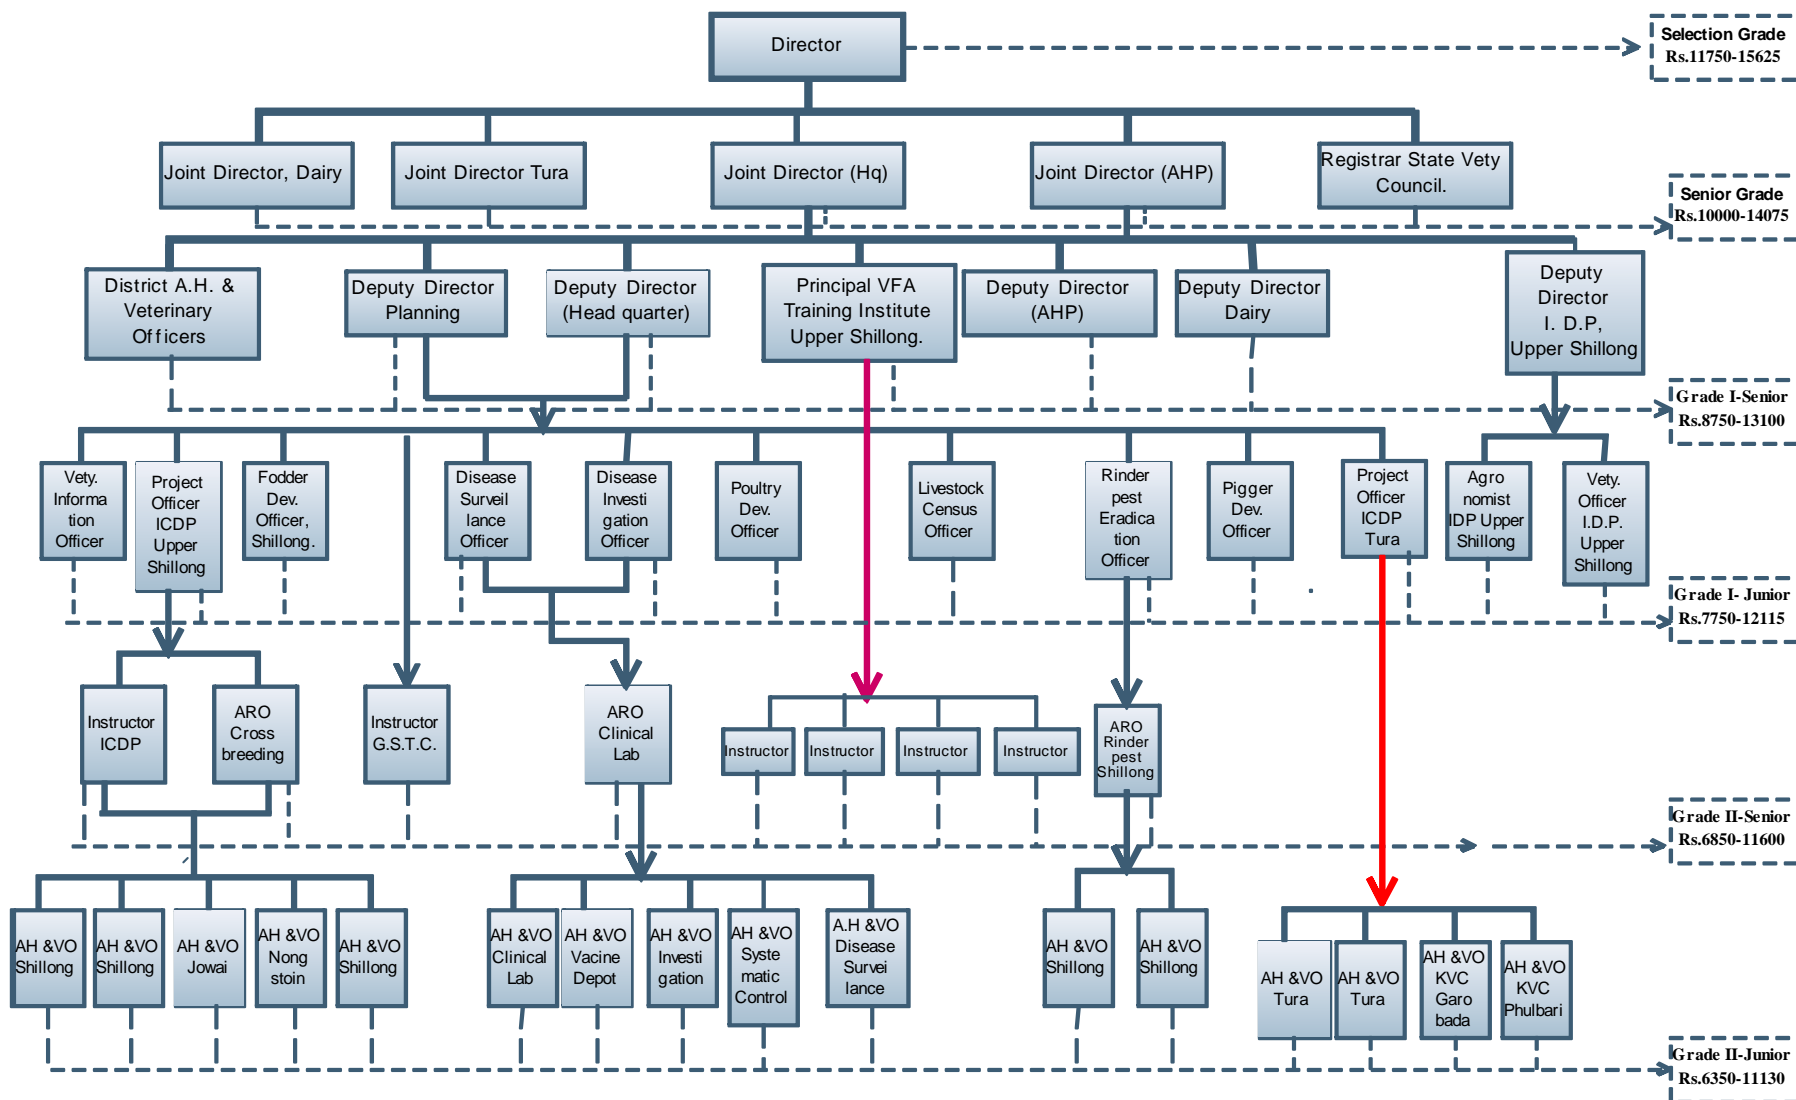 Director
Selection Grade
Rs.11750-15625
Joint Director, Dairy
Joint Director Tura
Joint Director (Hq)
Joint Director (AHP)
Registrar State Vety
Council.
Senior Grade
Rs.10000-14075
District A.H. &
Veterinary
Officers
Deputy Director
Planning
Deputy Director
(Head quarter)
Principal VFA
Training Institute
Upper Shillong.
Deputy Director
(AHP)
Deputy Director
Dairy
Deputy
Director
I. D.P,
Upper Shillong
Grade I-Senior
Rs.8750-13100
Vety.
Informa
tion
Officer
Project
Officer
ICDP
Upper
Shillong
Fodder
Dev.
Officer,
Shillong.
Disease
Surveil
lance
Officer
Disease
Investi
gation
Officer
Poultry
Dev.
Officer
Livestock
Census
Officer
Rinder
pest
Eradica
tion
Officer
Pigger
Dev.
Officer
Project
Officer
ICDP
Tura
Agro
nomist
IDP Upper
Shillong
Vety.
Officer
I.D.P.
Upper
Shillong
Grade I- Junior
Rs.7750-12115
Instructor
ICDP
ARO
Cross
breeding
Instructor
G.S.T.C.
ARO
Clinical
Lab
Instructor
Instructor
Instructor
Instructor
ARO
Rinder
pest
Shillong
Grade II-Senior
Rs.6850-11600
AH &VO
Shillong
AH &VO
Shillong
AH &VO
Jowai
AH &VO
Nong
stoin
AH &VO
Shillong
AH &VO
Clinical
Lab
AH &VO
Vacine
Depot
AH &VO
Investi
gation
AH &VO
Syste
matic
Control
A.H &VO
Disease
Survei
lance
AH &VO
Shillong
AH &VO
Shillong
AH &VO
Tura
AH &VO
Tura
AH &VO
KVC
Garo
bada
AH &VO
KVC
Phulbari
Grade II-Junior
Rs.6350-11130